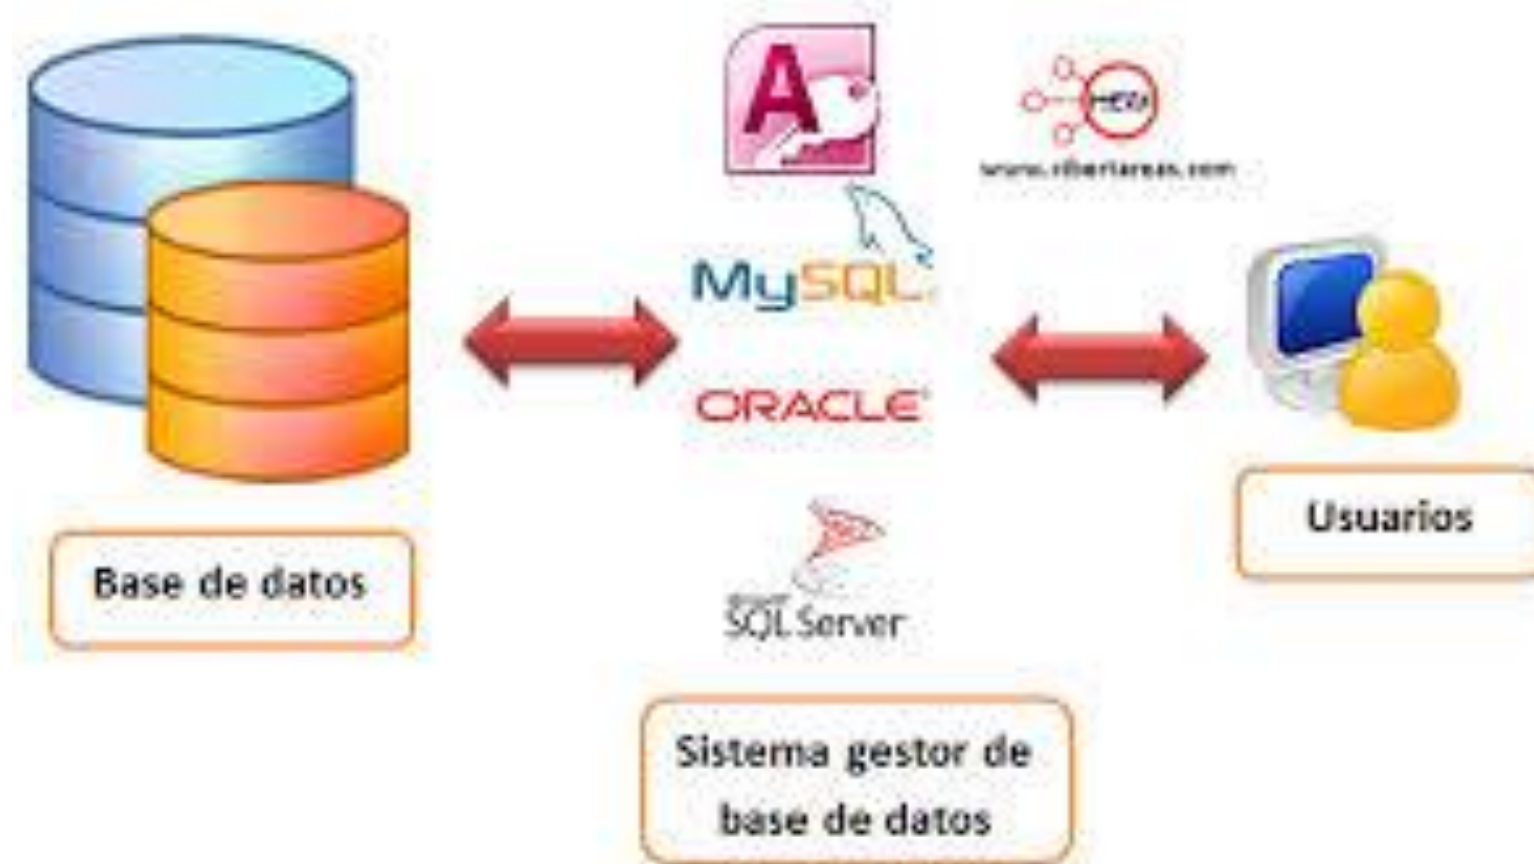 A
www.cibertareas.com
MySQL
ORACLE
SQL Server
Base de datos
Usuarios
Sistema gestor de
base de datos